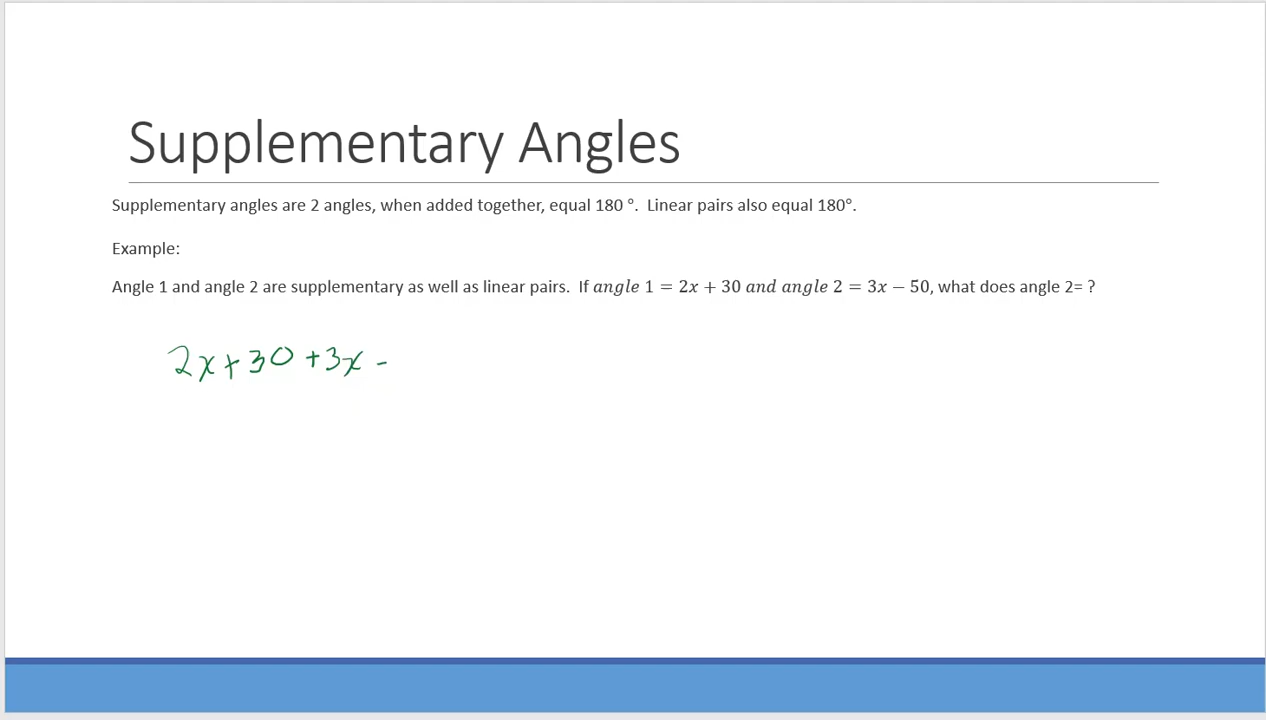 Supplementary Angles
Supplementary angles are 2 angles, when added together, equal 180 °.  Linear pairs also equal 180°.
Example:
Angle 1 and angle 2 are supplementary as well as linear pairs.  If angle 1 = 2x + 30 and angle 2 = 3x − 50, what does angle 2= ?
2x+30 +3x -